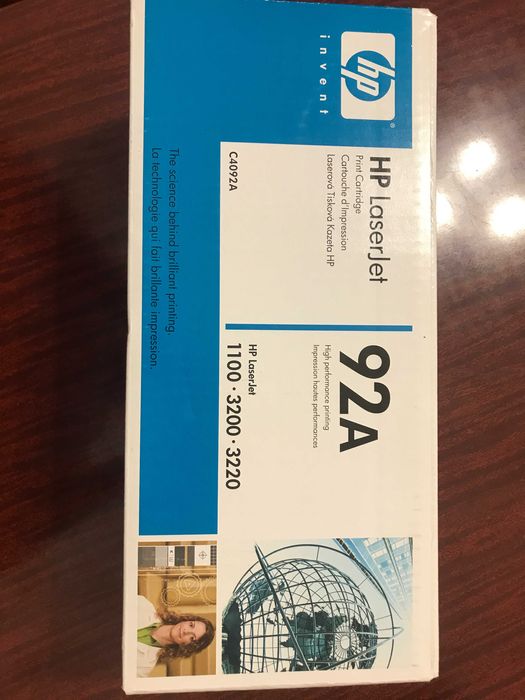 hp
®
invent
HP LaserJet
Print Cartridge
Cartouche d'Impression
Laserová Tisková Kazeta HP
C4092A
The science behind brilliant printing.
La technologie qui fait brillante impression.
92A
High performance printing
Impression hautes performances
HP LaserJet
1100 · 3200 · 3220